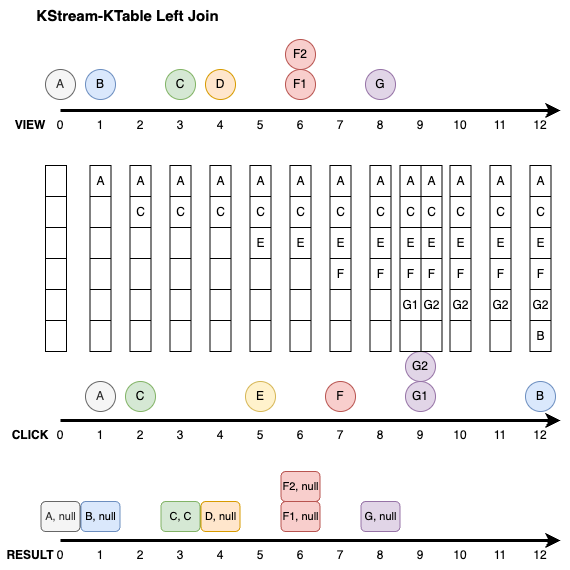 KStream-KTable Left Join
F2
A B C D F1 G
VIEW 0 1 2 3 4 5 6 7 8 9 10 11 12
A A A A A A A A A A A A A
C C C C C C C C C C C C
E E E E E E E E E
F F F F F F F
G1 G2 G2 G2 G2
B
G2
A C E F G1 B
CLICK 0 1 2 3 4 5 6 7 8 9 10 11 12
F2, null
A, null B, null C, C D, null F1, null G, null
RESULT 0 1 2 3 4 5 6 7 8 9 10 11 12